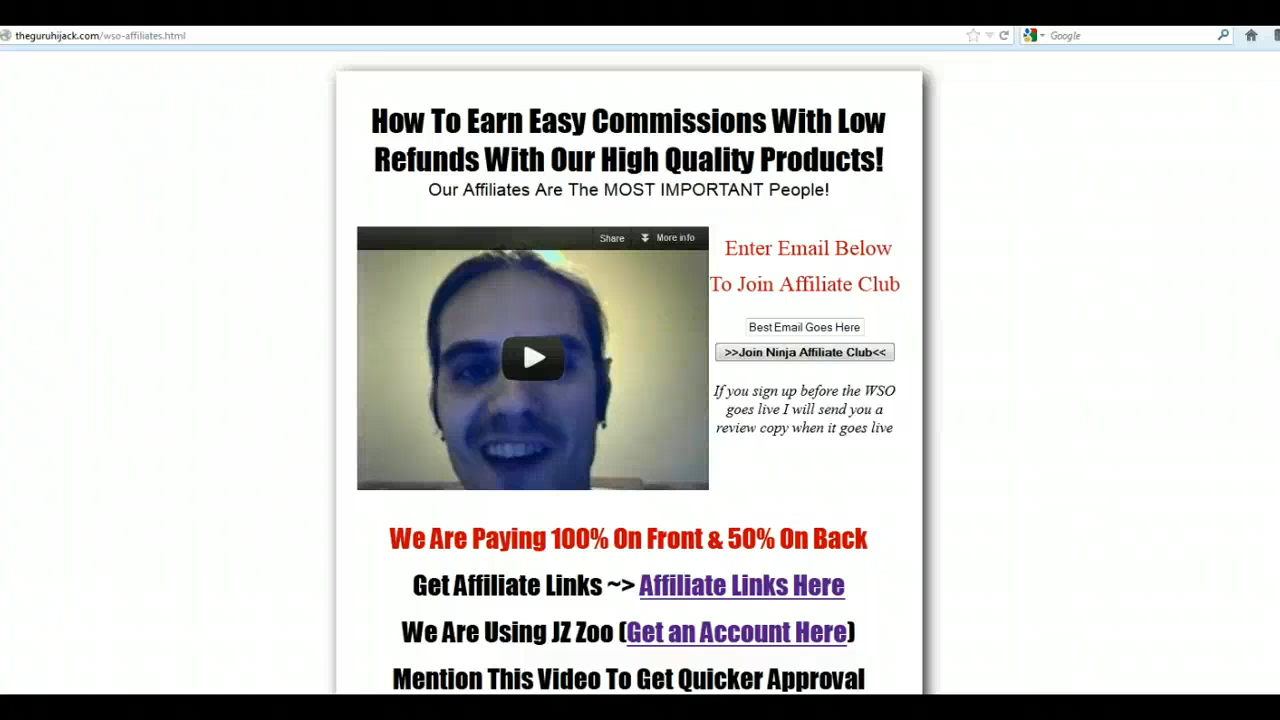 theguruhijack.com/wso-affiliates.html
Google
How To Earn Easy Commissions With Low
Refunds With Our High Quality Products!
Our Affiliates Are The MOST IMPORTANT People!
Share More info
Enter Email Below
To Join Affiliate Club
Best Email Goes Here
>>Join Ninja Affiliate Club<<
If you sign up before the WSO
goes live I will send you a
review copy when it goes live
We Are Paying 100% On Front & 50% On Back
Get Affiliate Links ~> Affiliate Links Here
We Are Using JZ Zoo (Get an Account Here)
Mention This Video To Get Quicker Approval